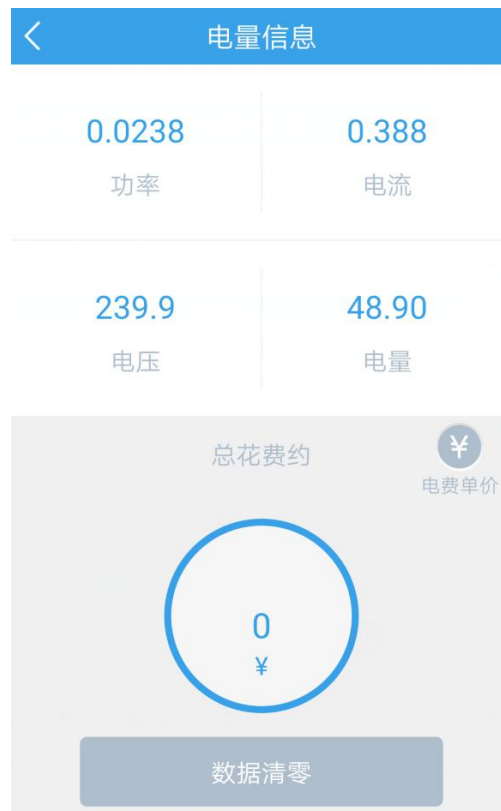 电量信息
0.0238
0.388
功率
电流
239.9
48.90
电压
电量
总花费约
¥
电费单价
0
¥
数据清零